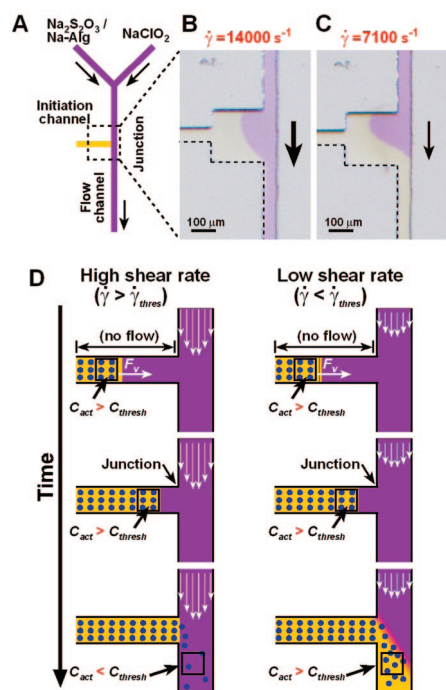 A
Na2S2O3 /
Na-Alg
NaClO2
Initiation
channel
Junction
Flow
channel
B
γ̇ = 14000 s-1
100 μm
C
γ̇ = 7100 s-1
100 μm
D
High shear rate
(γ̇ > γ̇thres)
Low shear rate
(γ̇ < γ̇thres)
Time
(no flow)
Fv
Cact > Cthresh
Junction
Cact > Cthresh
Cact < Cthresh
(no flow)
Fv
Cact > Cthresh
Junction
Cact > Cthresh
Cact > Cthresh